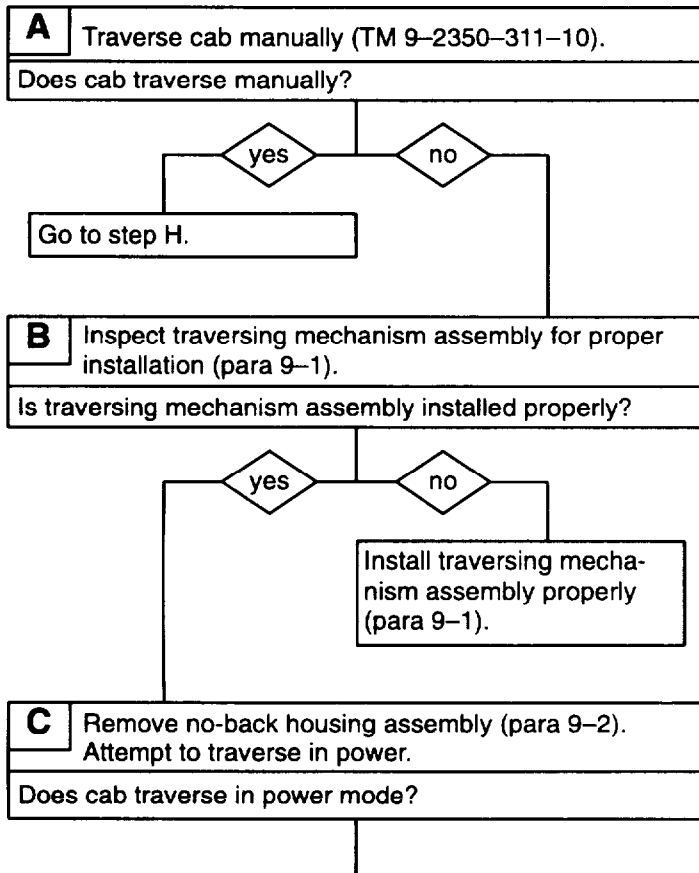 A
Traverse cab manually (TM 9–2350–311–10).
Does cab traverse manually?
yes
no
Go to step H.
B
Inspect traversing mechanism assembly for proper
installation (para 9–1).
Is traversing mechanism assembly installed properly?
yes
no
Install traversing mecha-
nism assembly properly
(para 9–1).
C
Remove no-back housing assembly (para 9–2).
Attempt to traverse in power.
Does cab traverse in power mode?